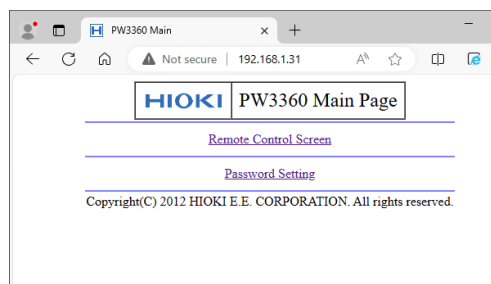 PW3360 Main
Not secure 192.168.1.31
HIOKI PW3360 Main Page
Remote Control Screen
Password Setting
Copyright(C) 2012 HIOKI E.E. CORPORATION. All rights reserved.